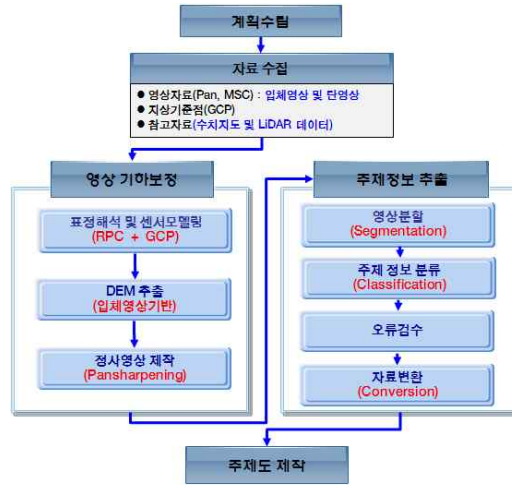 계획수립
자료 수집
● 영상자료(Pan, MSC) : 입체영상 및 탄영상
● 지상기준점(GCP)
● 참고자료(수치지도 및 LiDAR 데이터)
영상 기하보정
표정해석 및 센서모델링
(RPC + GCP)
DEM 추출
(입체영상기반)
정사영상 제작
(Pansharpening)
주제정보 추출
영상분할
(Segmentation)
주제 정보 분류
(Classification)
오류검수
자료변환
(Conversion)
주제도 제작